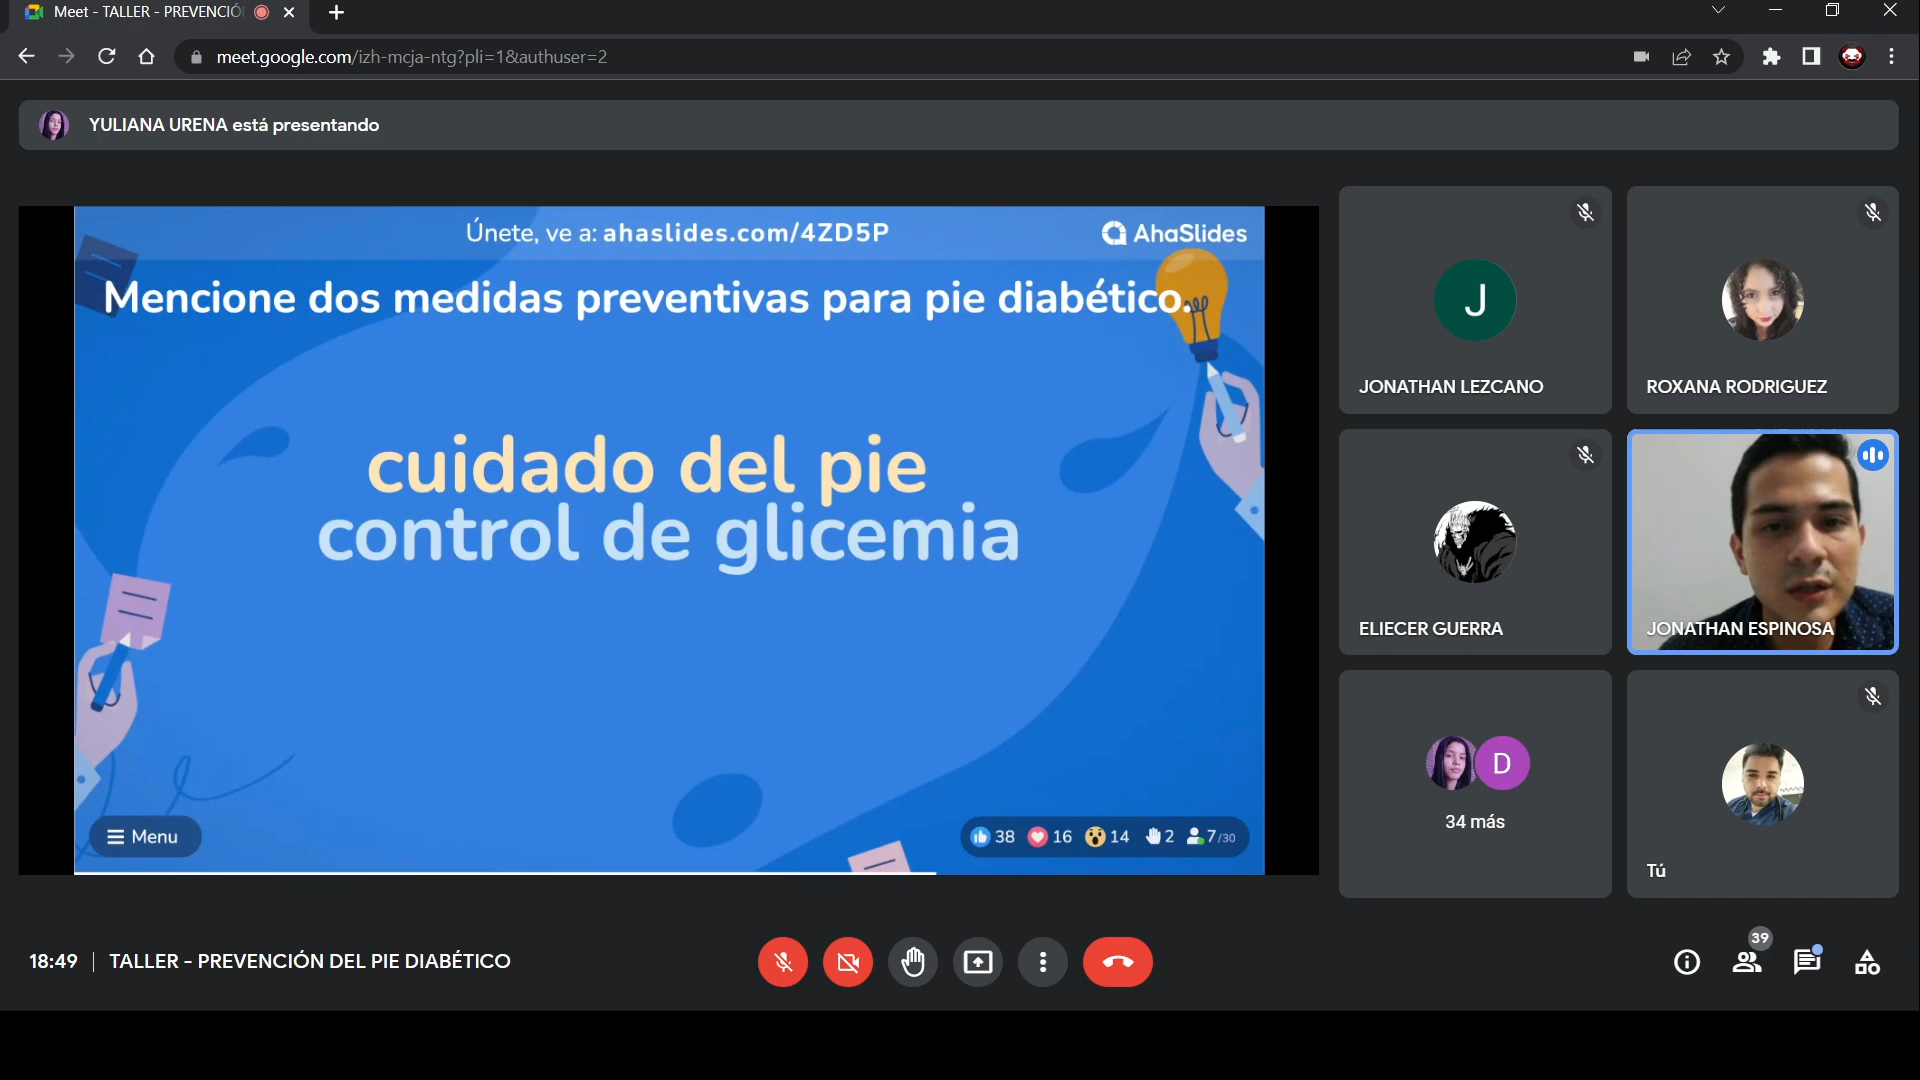 Meet - TALLER - PREVENCIÓ
meet.google.com/izh-mcja-ntg?pli=1&authuser=2
YULIANA URENA está presentando
Únete, ve a: ahaslides.com/4ZD5P
AhaSlides
Mencione dos medidas preventivas para pie diabético.
cuidado del pie
control de glicemia
Menu
38 16 14 2 7/30
J
JONATHAN LEZCANO
ROXANA RODRIGUEZ
ELIECER GUERRA
JONATHAN ESPINOSA
D
34 más
Tú
18:49 | TALLER - PREVENCIÓN DEL PIE DIABÉTICO
39